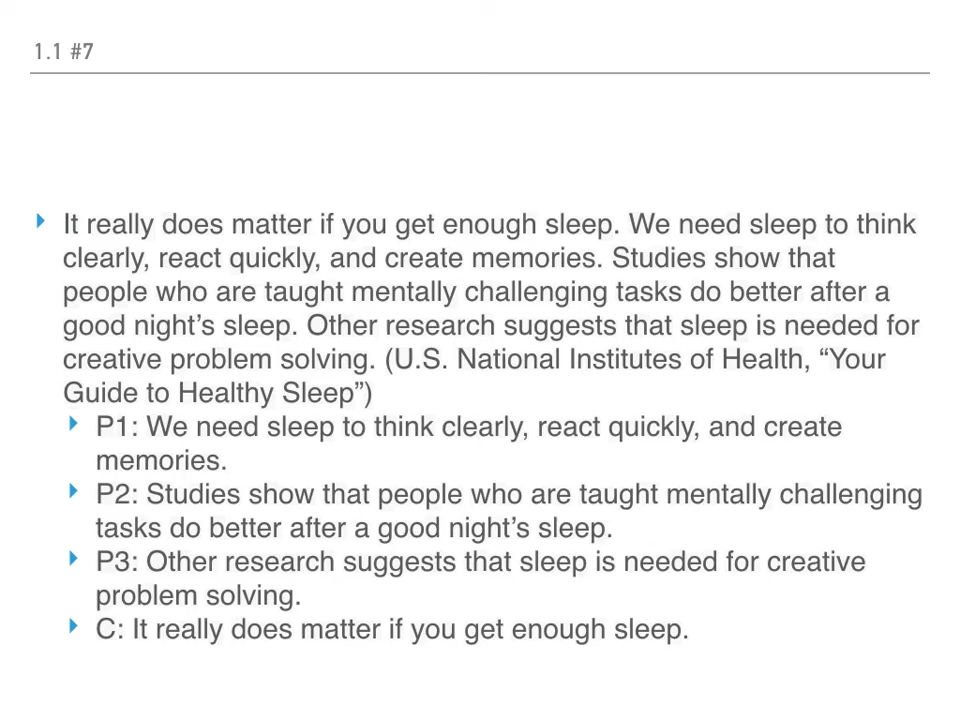 1.1 #7
It really does matter if you get enough sleep. We need sleep to think
clearly, react quickly, and create memories. Studies show that
people who are taught mentally challenging tasks do better after a
good night’s sleep. Other research suggests that sleep is needed for
creative problem solving. (U.S. National Institutes of Health, “Your
Guide to Healthy Sleep”)
P1: We need sleep to think clearly, react quickly, and create
memories.
P2: Studies show that people who are taught mentally challenging
tasks do better after a good night’s sleep.
P3: Other research suggests that sleep is needed for creative
problem solving.
C: It really does matter if you get enough sleep.